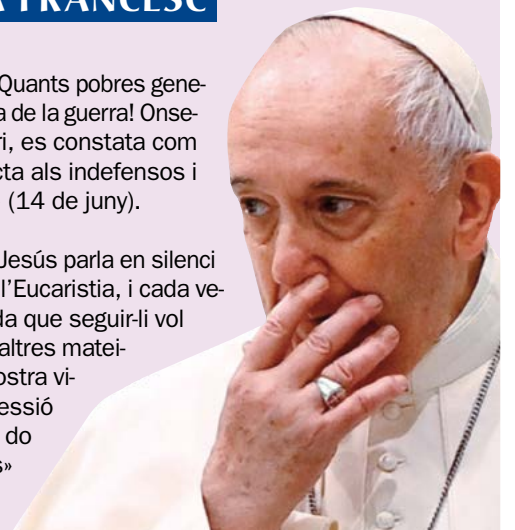 FRANCESC
Quants pobres gene-
a de la guerra! Onse-
ri, es constata com
cta als indefensos i
(14 de juny).
Jesús parla en silenci
l’Eucaristia, i cada ve-
da que seguir-li vol
altres matei-
ostra vi-
essió
do
s»